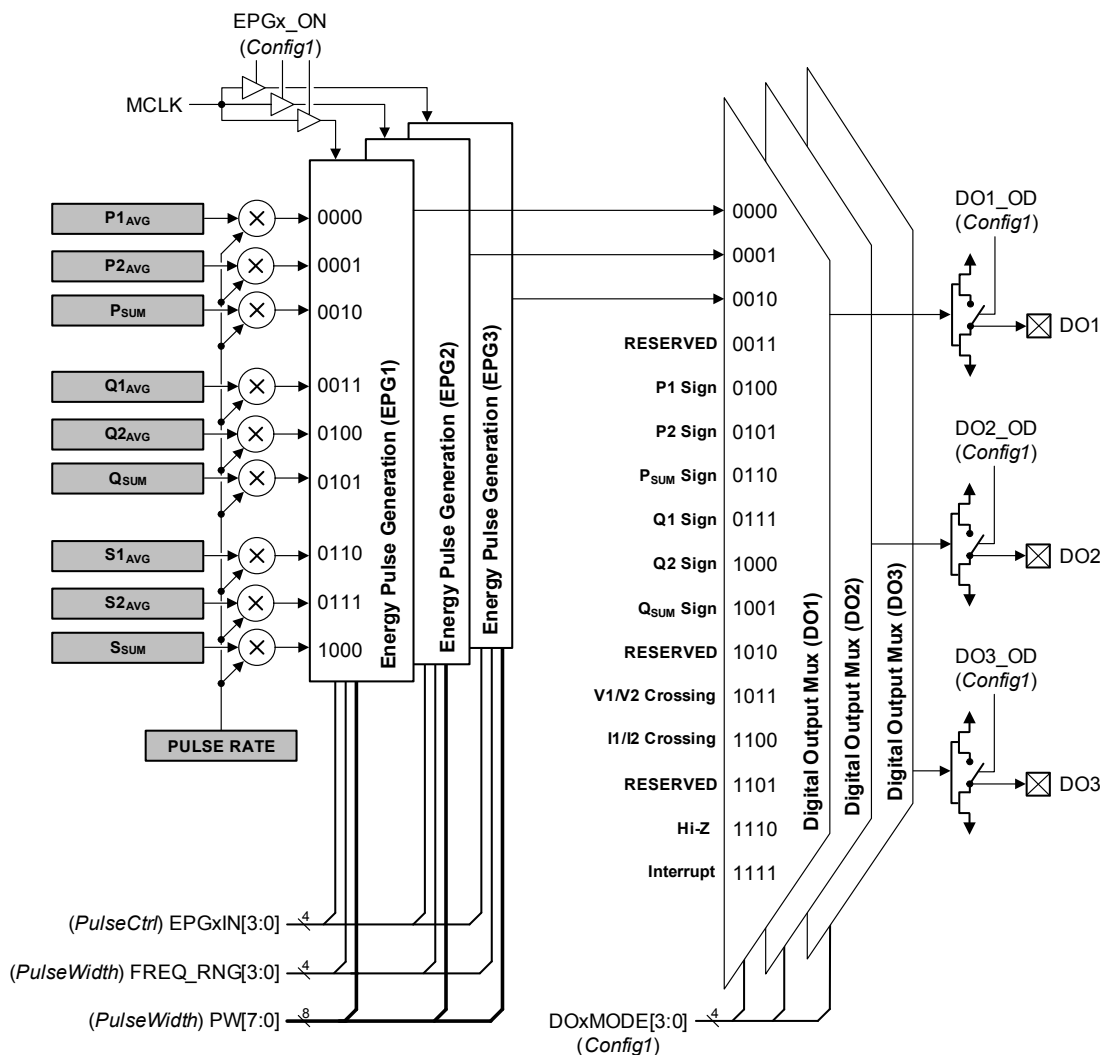 EPGx_ON
(Config1)
MCLK
P1AVG
P2AVG
PSUM
Q1AVG
Q2AVG
QSUM
S1AVG
S2AVG
SSUM
PULSE RATE
0000
0001
0010
0011
0100
0101
0110
0111
1000
Energy Pulse Generation (EPG1)
Energy Pulse Generation (EPG2)
Energy Pulse Generation (EPG3)
(PulseCtrl) EPGxIN[3:0] 4
(PulseWidth) FREQ_RNG[3:0] 4
(PulseWidth) PW[7:0] 8
0000
0001
0010
RESERVED 0011
P1 Sign 0100
P2 Sign 0101
PSUM Sign 0110
Q1 Sign 0111
Q2 Sign 1000
QSUM Sign 1001
RESERVED 1010
V1/V2 Crossing 1011
I1/I2 Crossing 1100
RESERVED 1101
Hi-Z 1110
Interrupt 1111
Digital Output Mux (DO1)
Digital Output Mux (DO2)
Digital Output Mux (DO3)
DOxMODE[3:0] 4
(Config1)
DO1_OD
(Config1)
DO1
DO2_OD
(Config1)
DO2
DO3_OD
(Config1)
DO3